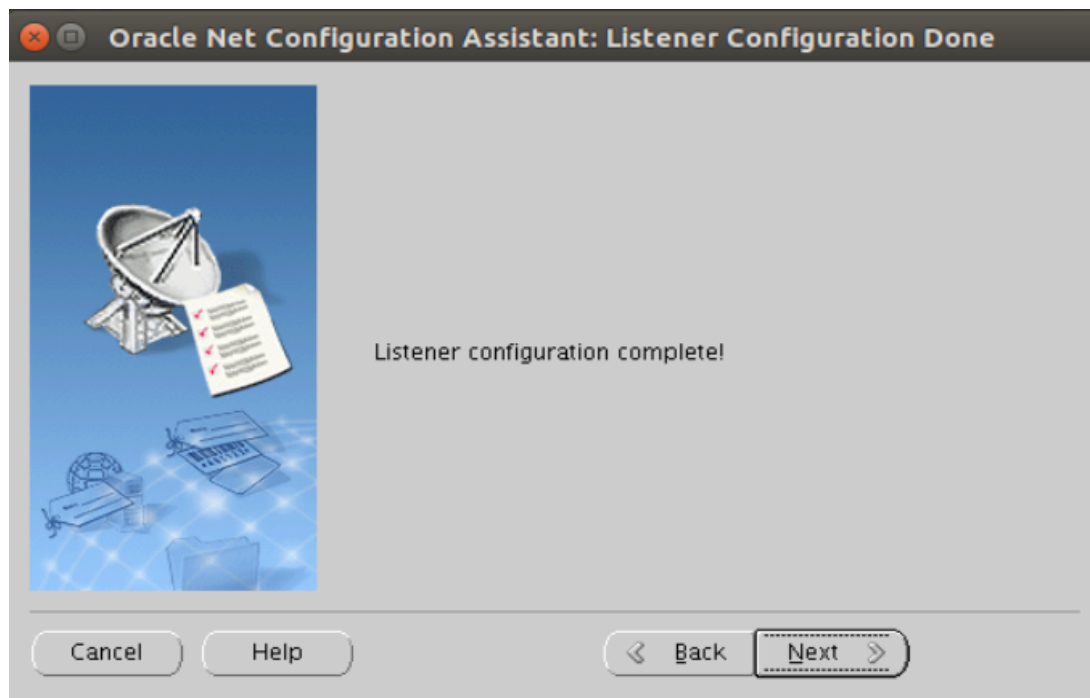 Oracle Net Configuration Assistant: Listener Configuration Done
Listener configuration complete!
Cancel
Help
Back
Next